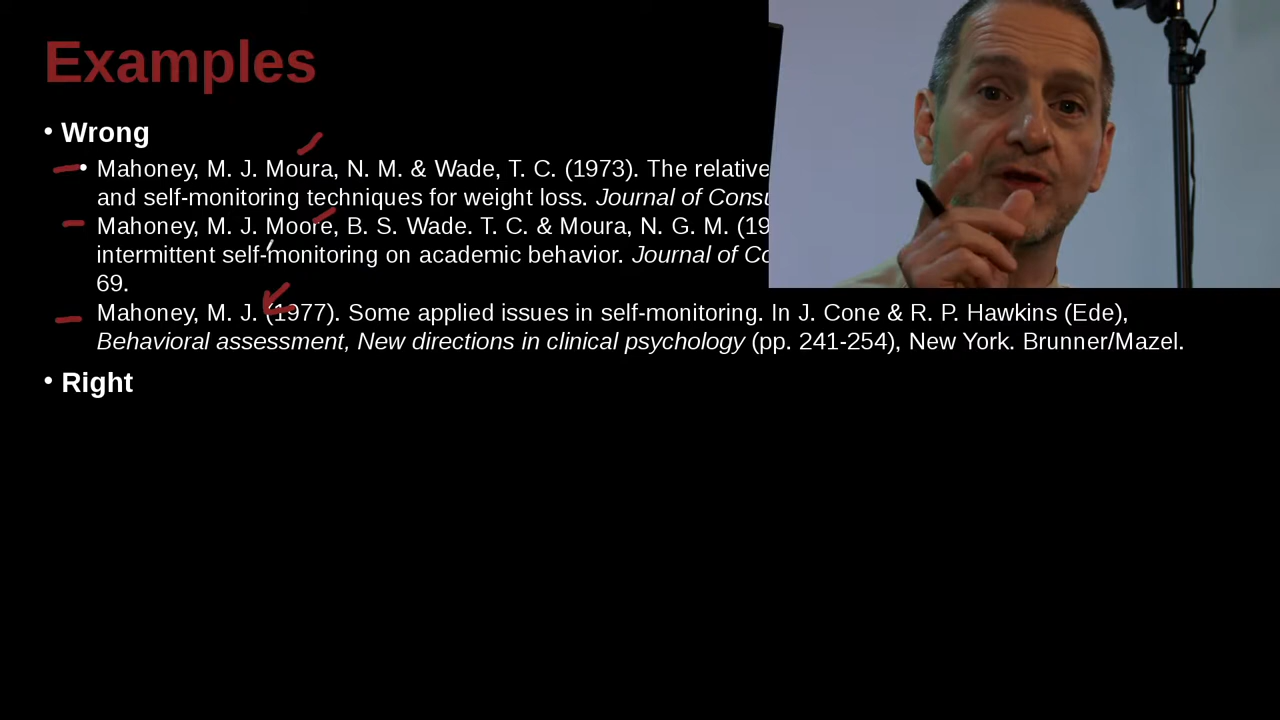 Examples
• Wrong
• Mahoney, M. J. Moura, N. M. & Wade, T. C. (1973). The relative
and self-monitoring techniques for weight loss. Journal of Consu
Mahoney, M. J. Moore, B. S. Wade. T. C. & Moura, N. G. M. (19
intermittent self-monitoring on academic behavior. Journal of Co
69.
Mahoney, M. J. (1977). Some applied issues in self-monitoring. In J. Cone & R. P. Hawkins (Ede),
Behavioral assessment, New directions in clinical psychology (pp. 241-254), New York. Brunner/Mazel.
• Right